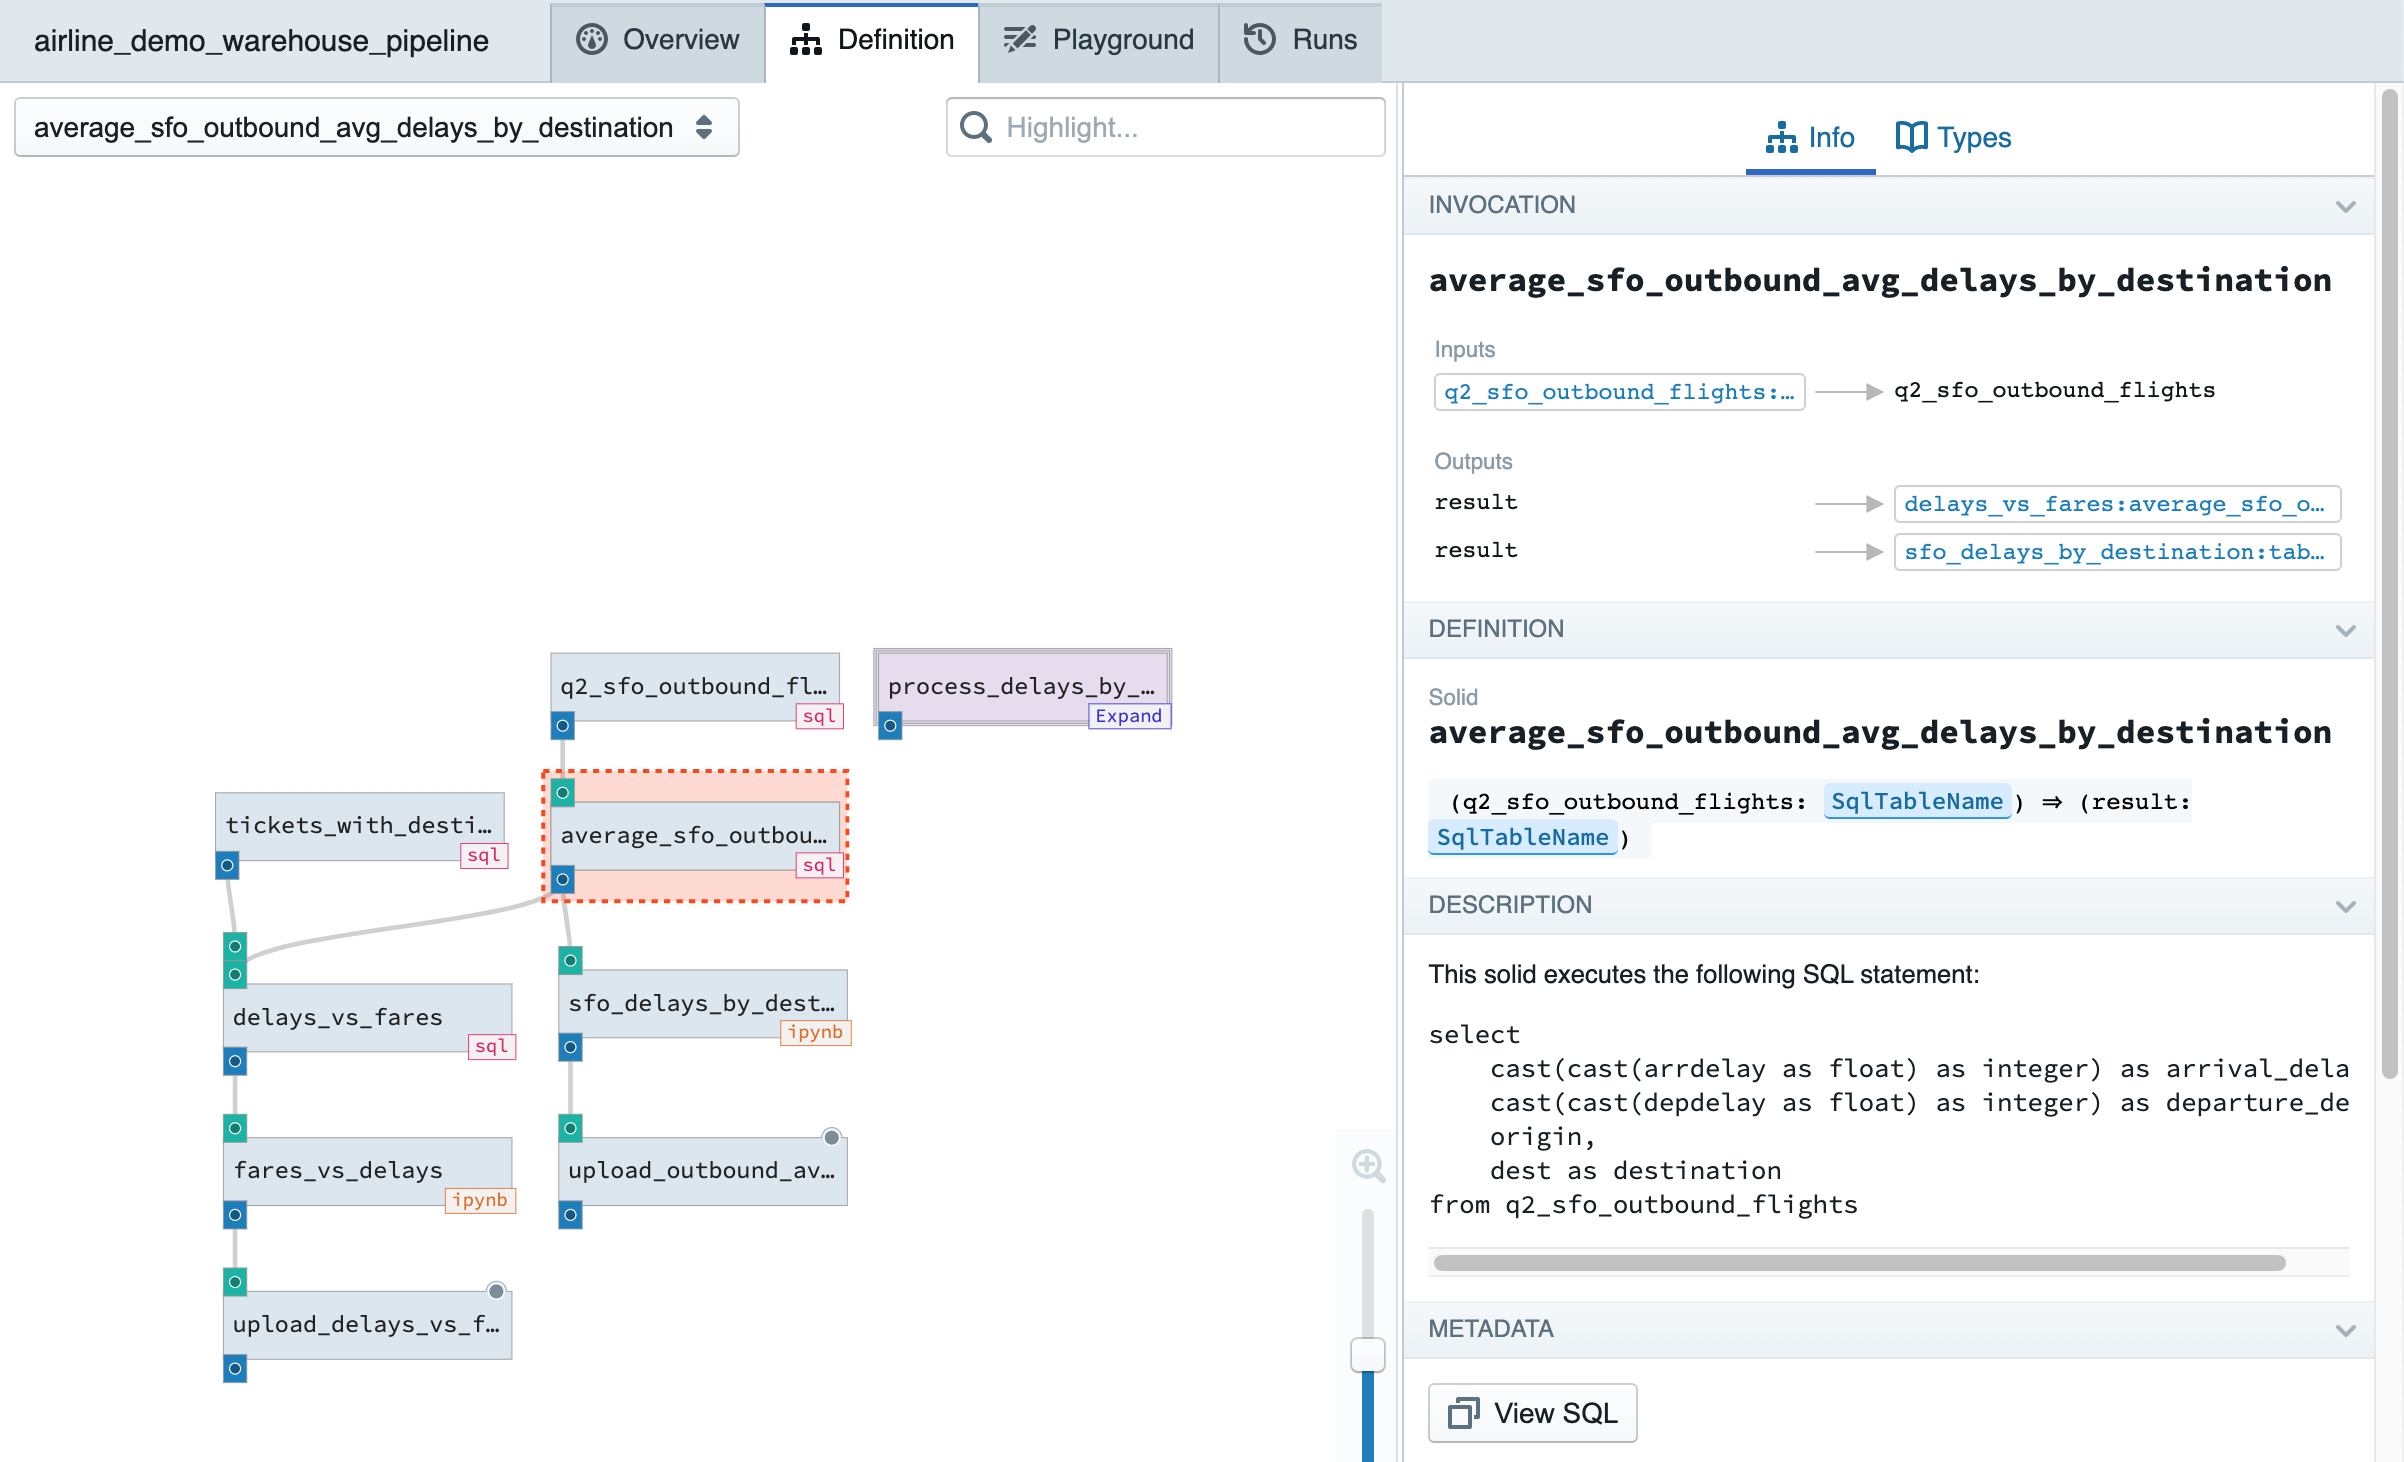 airline_demo_warehouse_pipeline
Overview
Definition
Playground
Runs
average_sfo_outbound_avg_delays_by_destination
Highlight...
q2_sfo_outbound_fl…
sql
process_delays_by_…
Expand
tickets_with_desti…
sql
average_sfo_outbou…
sql
delays_vs_fares
sql
sfo_delays_by_dest…
ipynb
fares_vs_delays
ipynb
upload_outbound_av…
upload_delays_vs_f…
Info
Types
INVOCATION
average_sfo_outbound_avg_delays_by_destination
Inputs
q2_sfo_outbound_flights:… q2_sfo_outbound_flights
Outputs
result delays_vs_fares:average_sfo_o…
result sfo_delays_by_destination:tab…
DEFINITION
Solid
average_sfo_outbound_avg_delays_by_destination
(q2_sfo_outbound_flights: SqlTableName) ⇒ (result:
SqlTableName)
DESCRIPTION
This solid executes the following SQL statement:
select
cast(cast(arrdelay as float) as integer) as arrival_dela
cast(cast(depdelay as float) as integer) as departure_de
origin,
dest as destination
from q2_sfo_outbound_flights
METADATA
View SQL